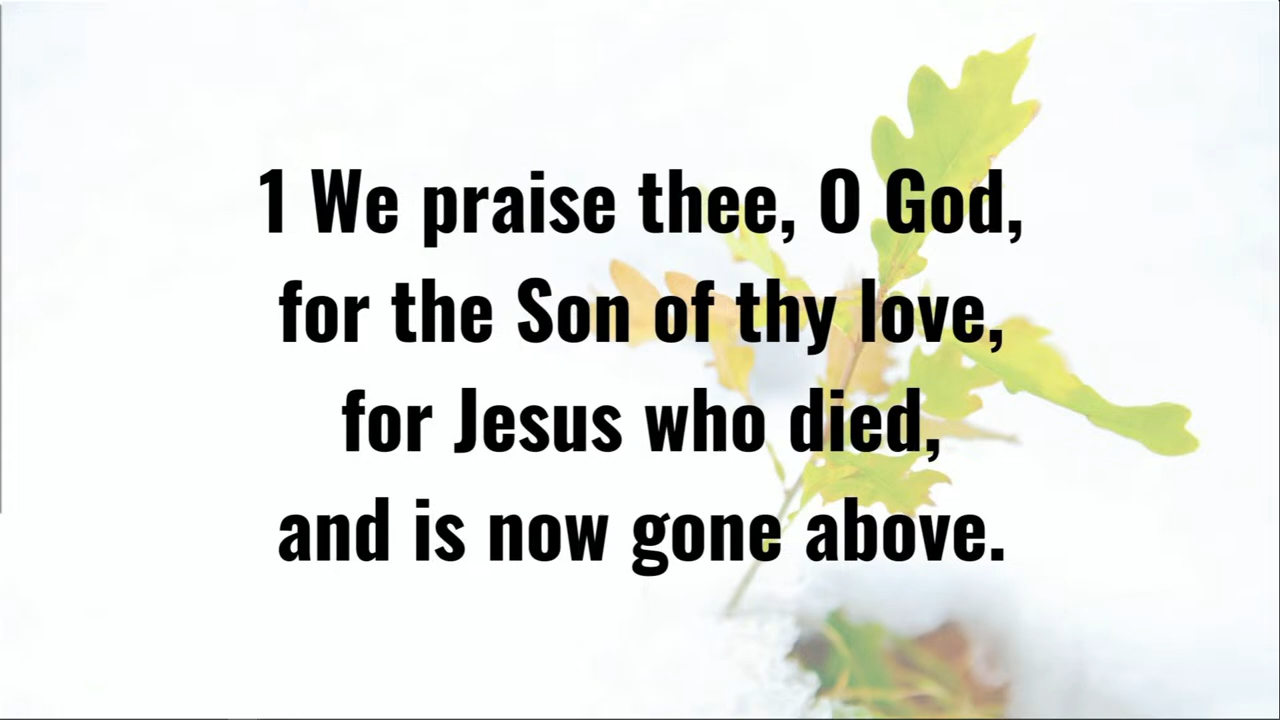 1 We praise thee, O God,
for the Son of thy love,
for Jesus who died,
and is now gone above.